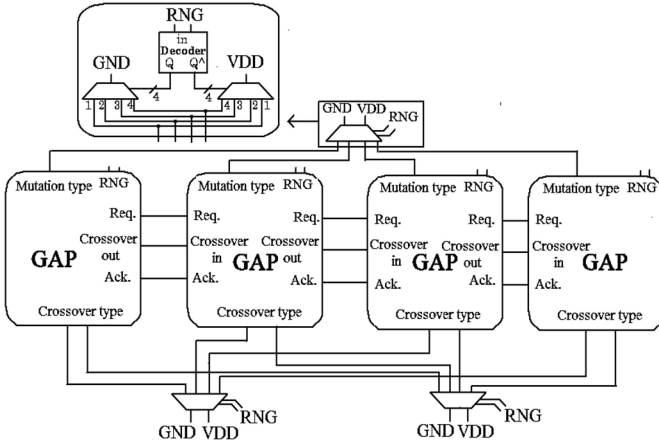 RNG
in
Decoder
Q Q^
GND VDD
1 2 3 4 4 4 4 3 2 1
GND VDD RNG
Mutation type RNG
Req.
Crossover
out
GAP
Ack.
Crossover type
Mutation type RNG
Req. Req.
Crossover
in
Crossover
out
GAP
Ack. Ack.
Crossover type
Mutation type RNG
Req. Req.
Crossover
in
Crossover
out
GAP
Ack. Ack.
Crossover type
Mutation type RNG
Req.
Crossover
in
GAP
Ack.
Crossover type
GND VDD RNG
GND VDD RNG